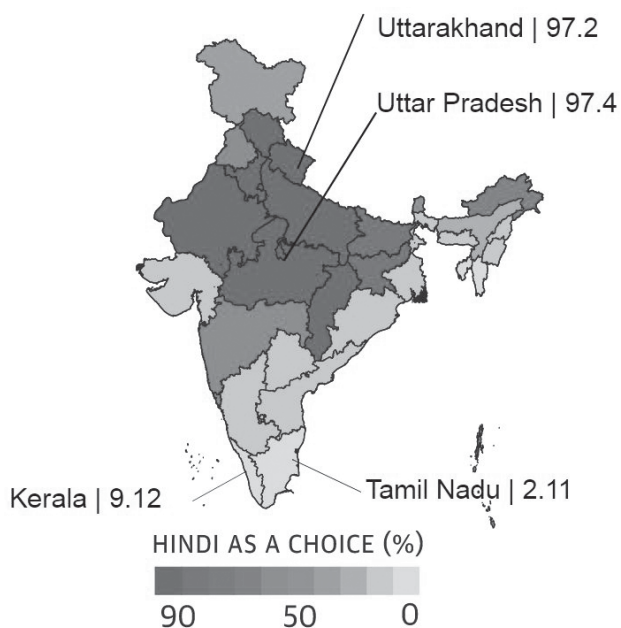 Uttarakhand | 97.2
Uttar Pradesh | 97.4
Kerala | 9.12
Tamil Nadu | 2.11
HINDI AS A CHOICE (%)
90 50 0